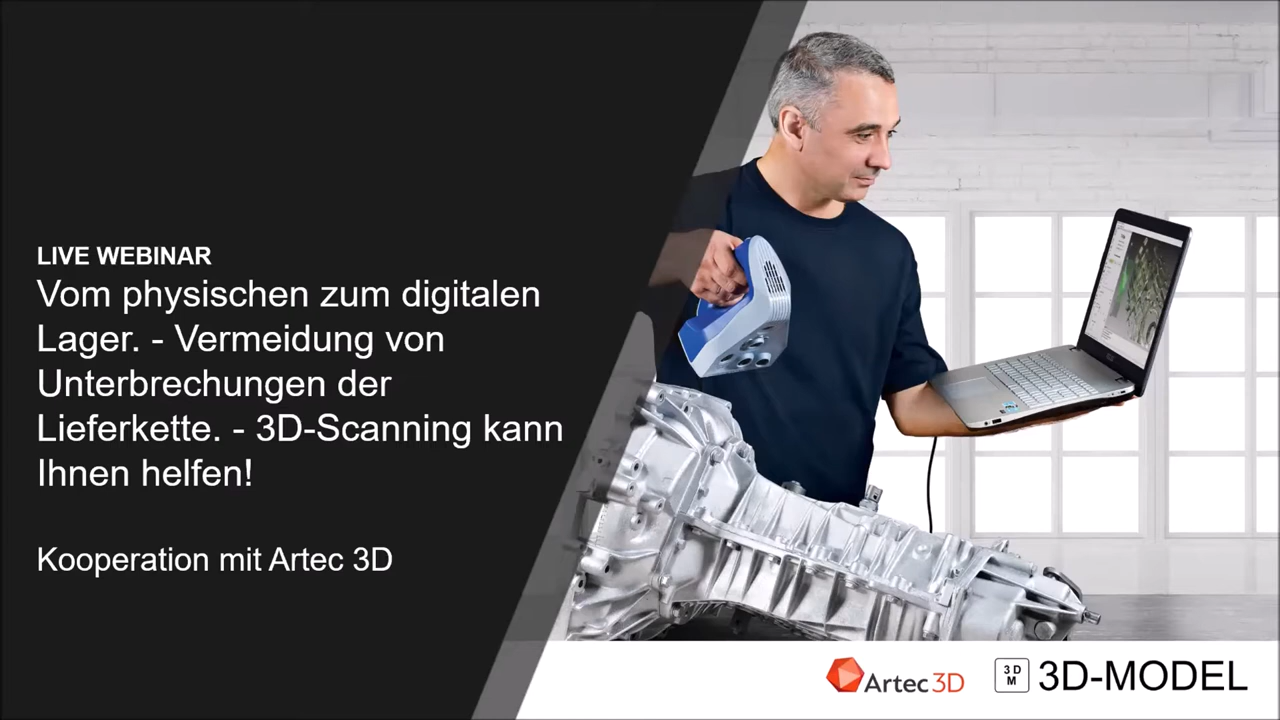 LIVE WEBINAR
Vom physischen zum digitalen
Lager. - Vermeidung von
Unterbrechungen der
Lieferkette. - 3D-Scanning kann
Ihnen helfen!
Kooperation mit Artec 3D
Artec 3D
3 D
M
3D-MODEL